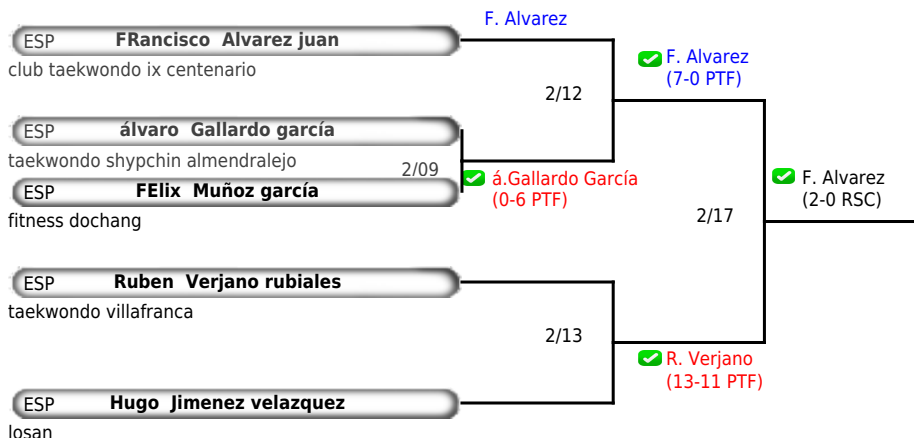 F. Alvarez
ESP FRancisco Alvarez juan
club taekwondo ix centenario
F. Alvarez
(7-0 PTF)
2/12
ESP álvaro Gallardo garcía
taekwondo shypchin almendralejo
2/09
ESP FElix Muñoz garcía
fitness dochang
á.Gallardo García
(0-6 PTF)
F. Alvarez
(2-0 RSC)
2/17
ESP Ruben Verjano rubiales
taekwondo villafranca
2/13
R. Verjano
(13-11 PTF)
ESP Hugo Jimenez velazquez
losan